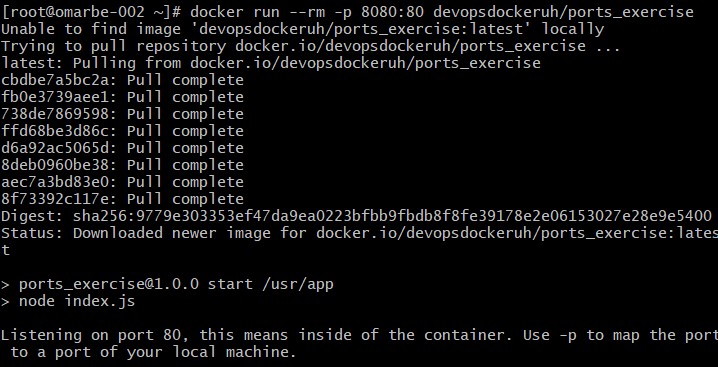 [root@omarbe-002 ~]# docker run --rm -p 8080:80 devopsdockeruh/ports_exercise
Unable to find image 'devopsdockeruh/ports_exercise:latest' locally
Trying to pull repository docker.io/devopsdockeruh/ports_exercise ...
latest: Pulling from docker.io/devopsdockeruh/ports_exercise
cbdbe7a5bc2a: Pull complete
fb0e3739aee1: Pull complete
738de7869598: Pull complete
ffd68be3d86c: Pull complete
d6a92ac5065d: Pull complete
8deb0960be38: Pull complete
aec7a3bd83e0: Pull complete
8f73392c117e: Pull complete
Digest: sha256:9779e303353ef47da9ea0223bfbb9fbdb8f8fe39178e2e06153027e28e9e5400
Status: Downloaded newer image for docker.io/devopsdockeruh/ports_exercise:lates
t
> ports_exercise@1.0.0 start /usr/app
> node index.js
Listening on port 80, this means inside of the container. Use -p to map the port
 to a port of your local machine.